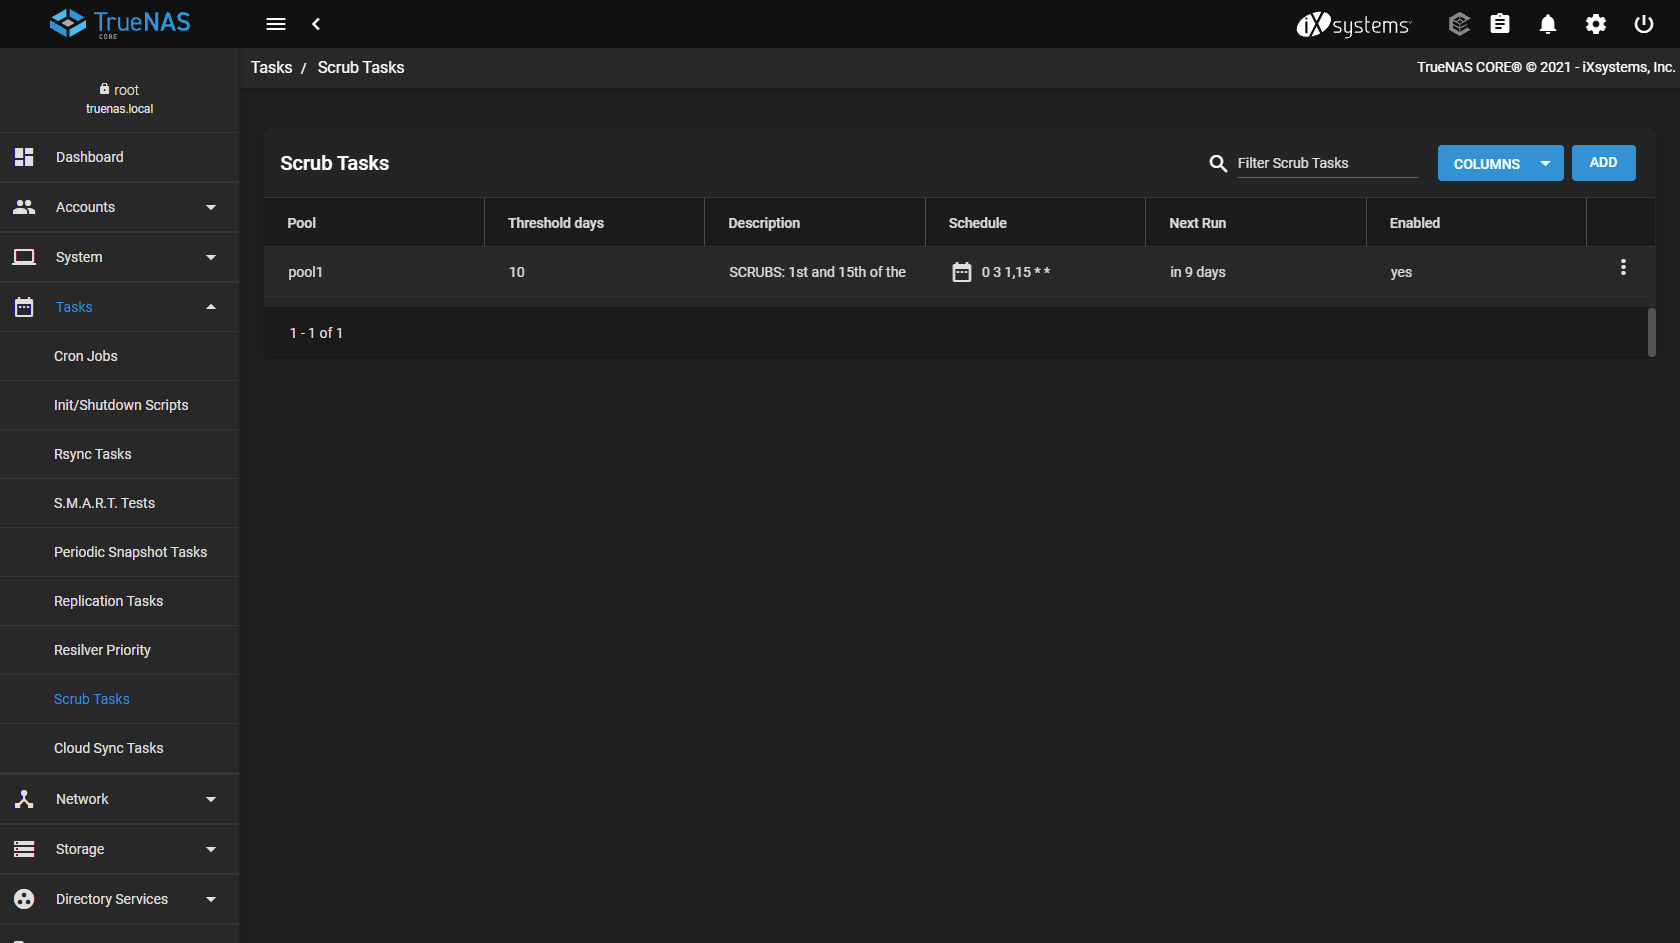 TrueNAS
CORE
iXsystems
Tasks / Scrub Tasks
TrueNAS CORE® © 2021 - iXsystems, Inc.
root
truenas.local
Dashboard
Accounts
System
Tasks
Cron Jobs
Init/Shutdown Scripts
Rsync Tasks
S.M.A.R.T. Tests
Periodic Snapshot Tasks
Replication Tasks
Resilver Priority
Scrub Tasks
Cloud Sync Tasks
Network
Storage
Directory Services
Scrub Tasks
Filter Scrub Tasks
COLUMNS
ADD
Pool Threshold days Description Schedule Next Run Enabled
pool1 10 SCRUBS: 1st and 15th of the 0 3 1,15 * * in 9 days yes
1 - 1 of 1